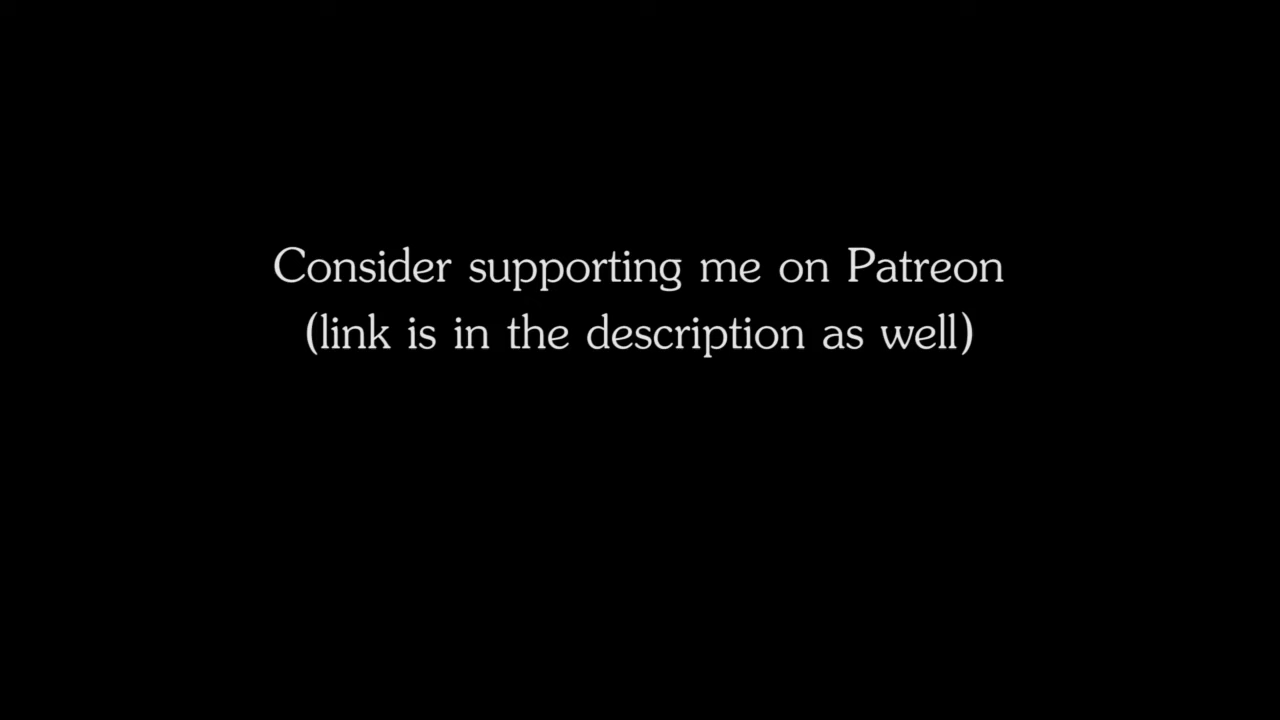 Consider supporting me on Patreon
(link is in the description as well)